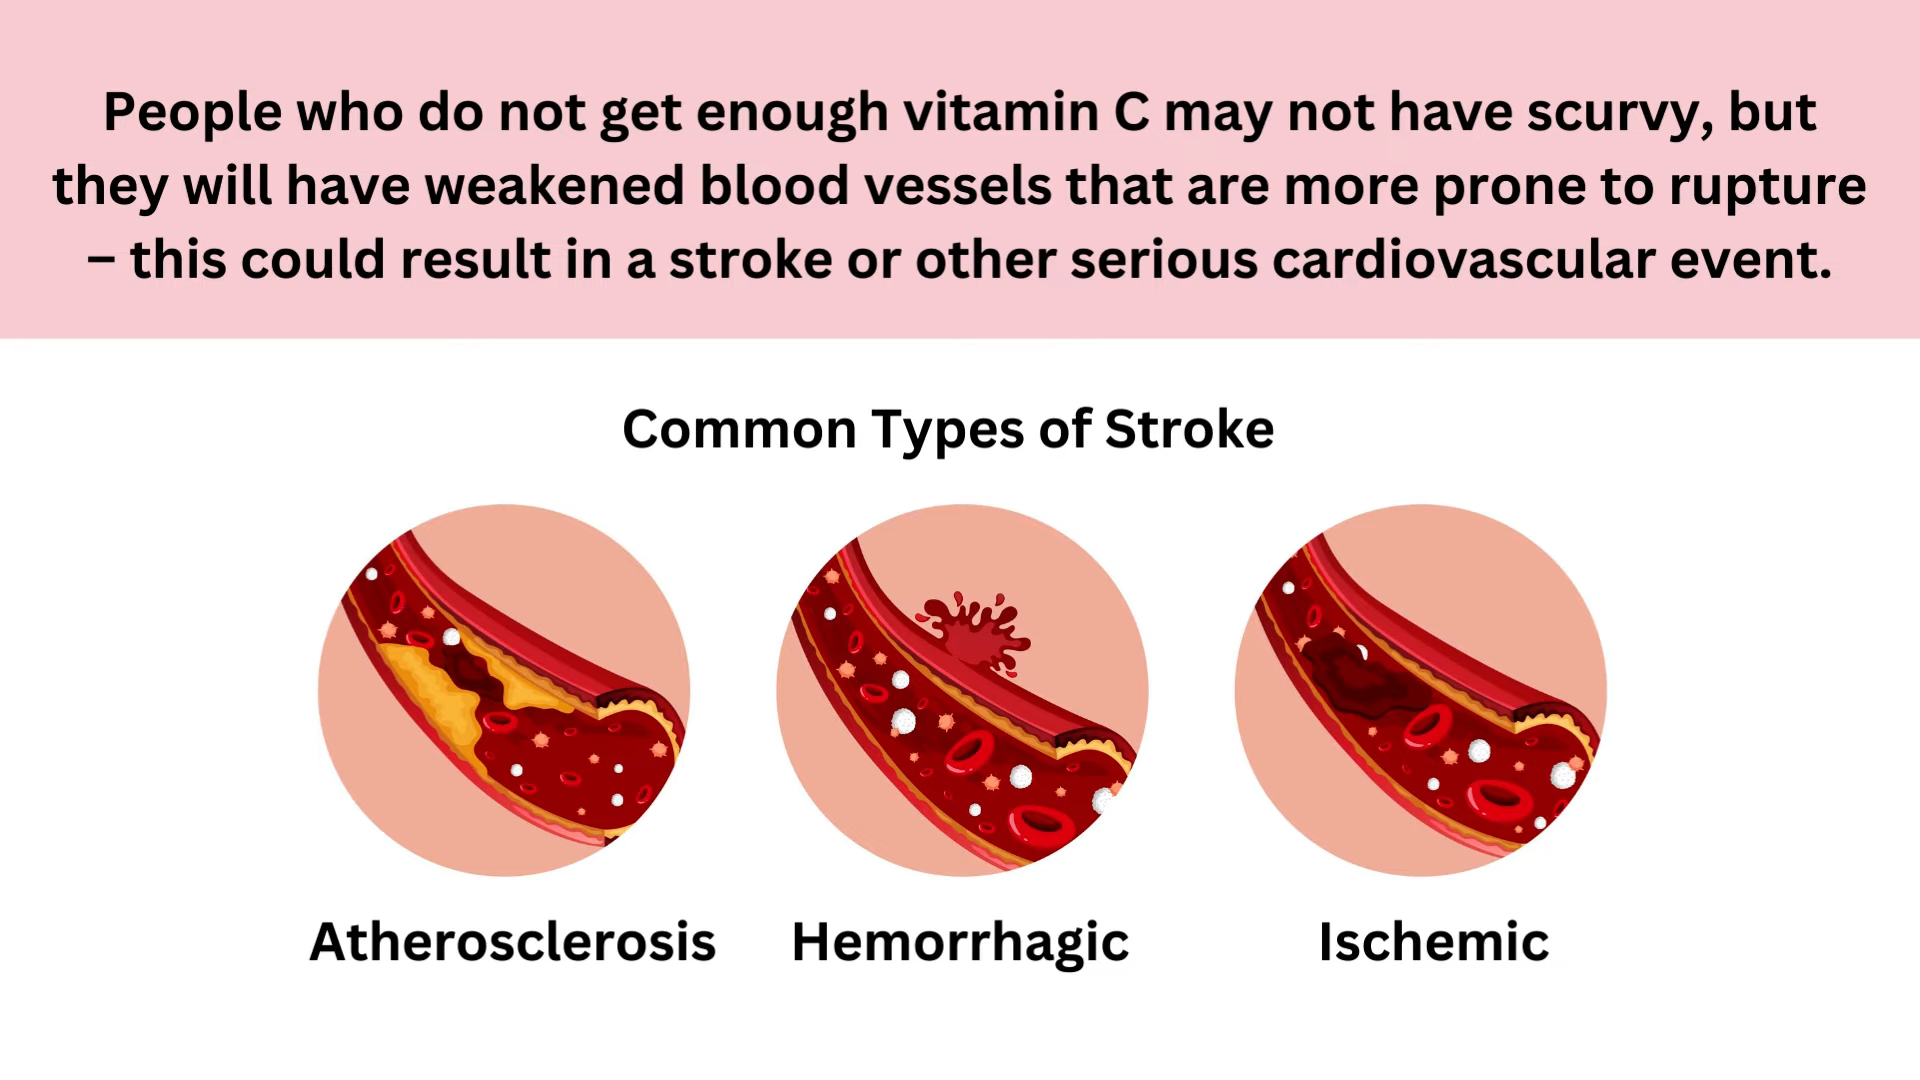 People who do not get enough vitamin C may not have scurvy, but
they will have weakened blood vessels that are more prone to rupture
– this could result in a stroke or other serious cardiovascular event.
Common Types of Stroke
Atherosclerosis
Hemorrhagic
Ischemic